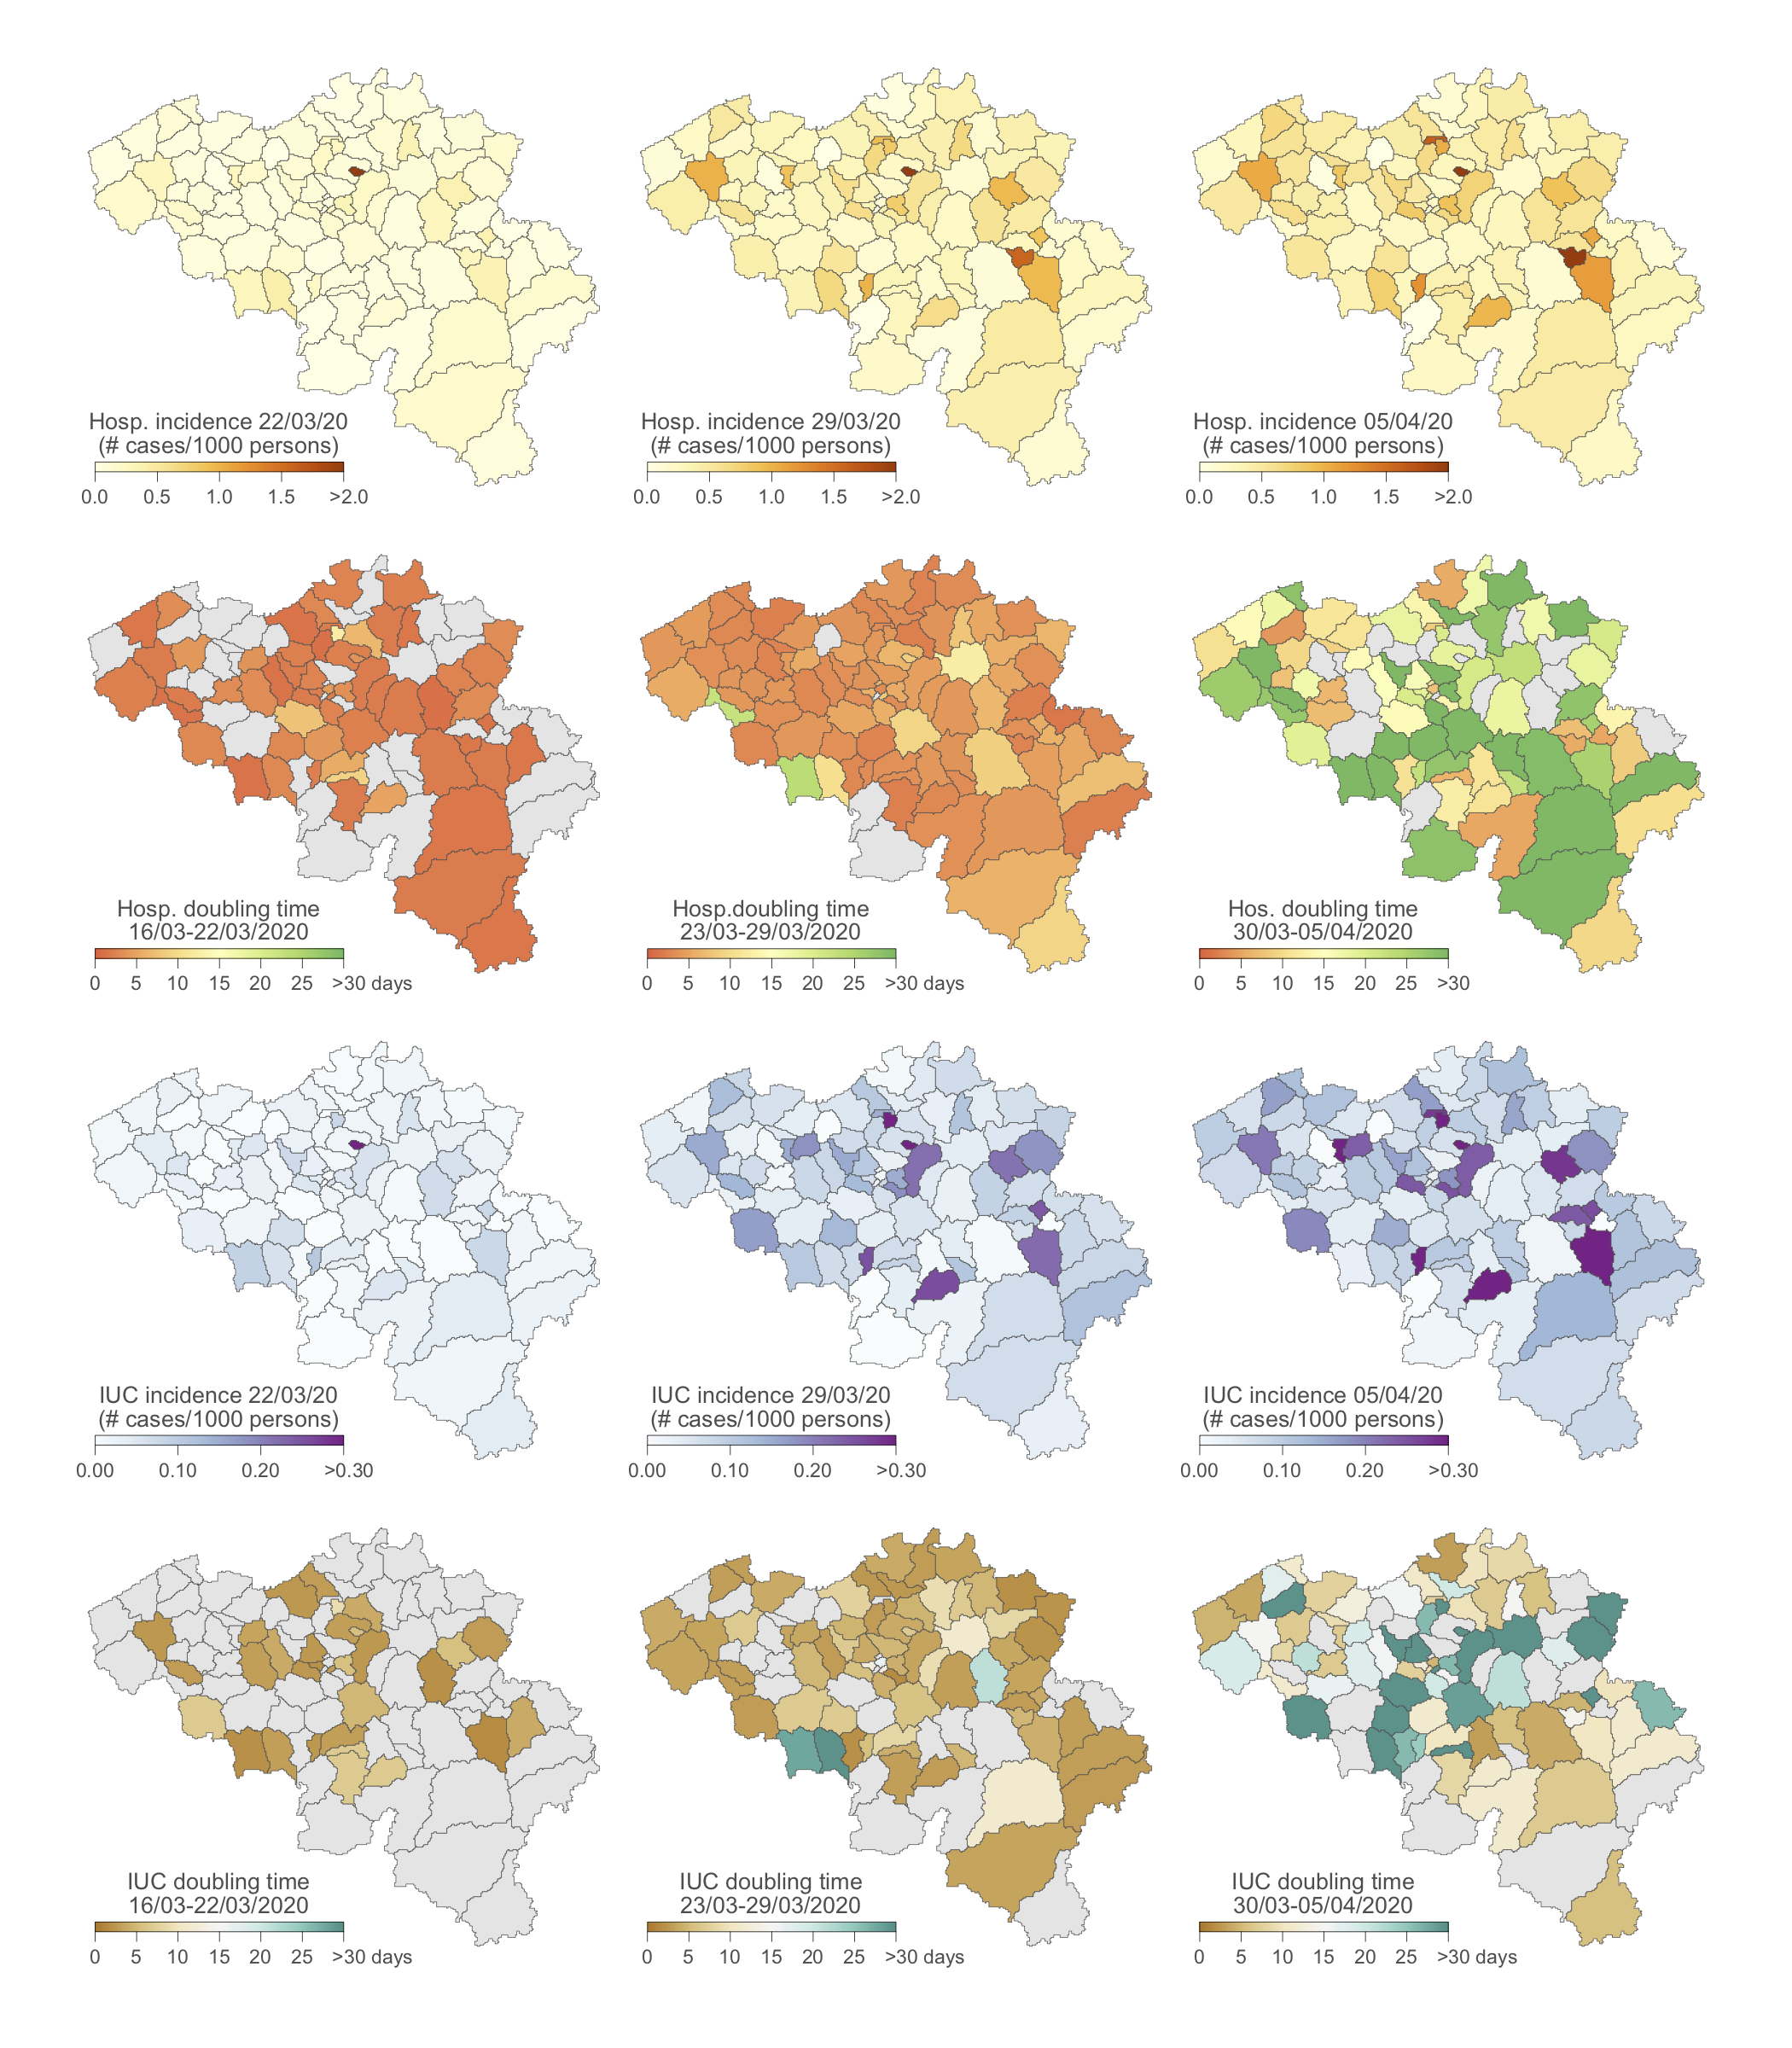 Hosp. incidence 22/03/20
(# cases/1000 persons)
0.0 0.5 1.0 1.5 >2.0
Hosp. incidence 29/03/20
(# cases/1000 persons)
0.0 0.5 1.0 1.5 >2.0
Hosp. incidence 05/04/20
(# cases/1000 persons)
0.0 0.5 1.0 1.5 >2.0
Hosp. doubling time
16/03-22/03/2020
0 5 10 15 20 25 >30 days
Hosp.doubling time
23/03-29/03/2020
0 5 10 15 20 25 >30 days
Hos. doubling time
30/03-05/04/2020
0 5 10 15 20 25 >30
IUC incidence 22/03/20
(# cases/1000 persons)
0.00 0.10 0.20 >0.30
IUC incidence 29/03/20
(# cases/1000 persons)
0.00 0.10 0.20 >0.30
IUC incidence 05/04/20
(# cases/1000 persons)
0.00 0.10 0.20 >0.30
IUC doubling time
16/03-22/03/2020
0 5 10 15 20 25 >30 days
IUC doubling time
23/03-29/03/2020
0 5 10 15 20 25 >30 days
IUC doubling time
30/03-05/04/2020
0 5 10 15 20 25 >30 days